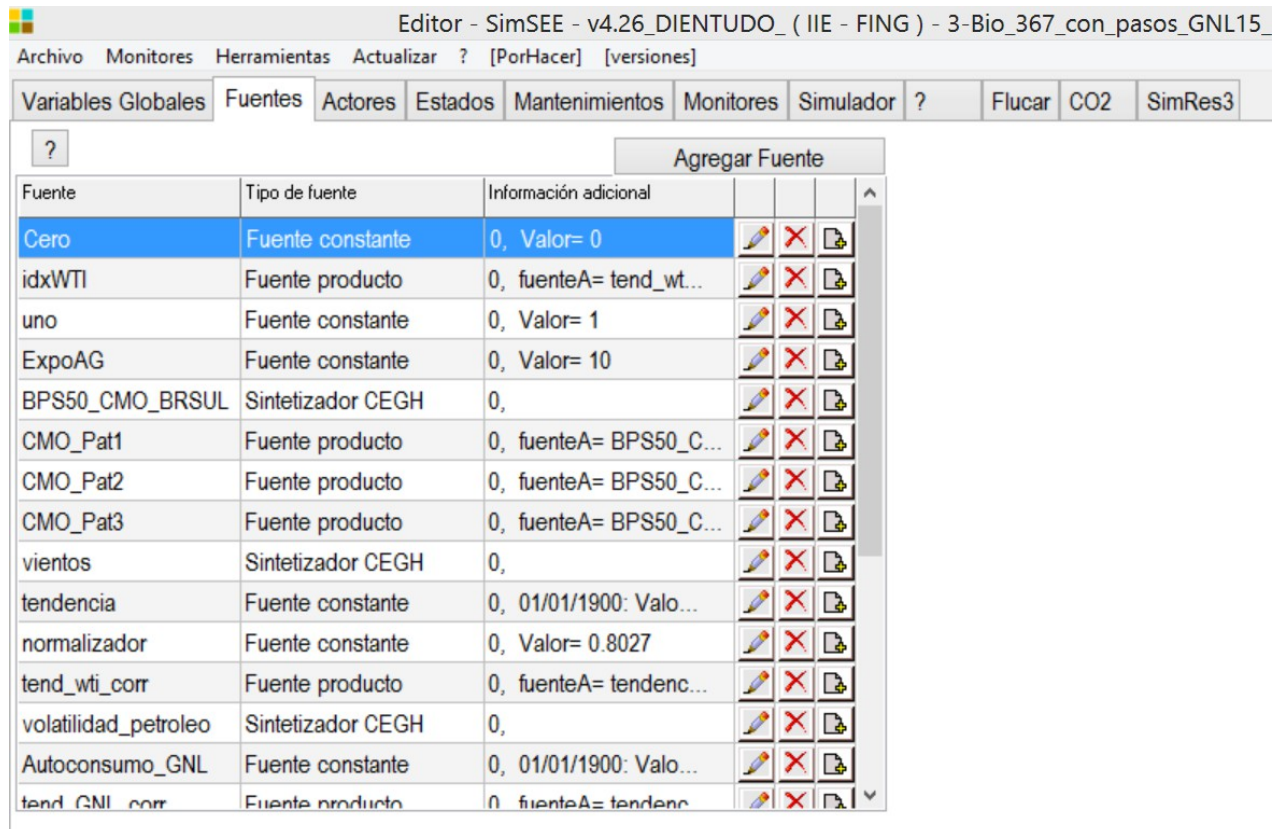 Editor - SimSEE - v4.26_DIENTUDO_ ( IIE - FING ) - 3-Bio_367_con_pasos_GNL15_
Archivo Monitores Herramientas Actualizar ? [PorHacer] [versiones]
Variables Globales Fuentes Actores Estados Mantenimientos Monitores Simulador ? Flucar CO2 SimRes3
? Agregar Fuente
Fuente Tipo de fuente Información adicional
Cero Fuente constante 0, Valor= 0
idxWTI Fuente producto 0, fuenteA= tend_wt...
uno Fuente constante 0, Valor= 1
ExpoAG Fuente constante 0, Valor= 10
BPS50_CMO_BRSUL Sintetizador CEGH 0,
CMO_Pat1 Fuente producto 0, fuenteA= BPS50_C...
CMO_Pat2 Fuente producto 0, fuenteA= BPS50_C...
CMO_Pat3 Fuente producto 0, fuenteA= BPS50_C...
vientos Sintetizador CEGH 0,
tendencia Fuente constante 0, 01/01/1900: Valo...
normalizador Fuente constante 0, Valor= 0.8027
tend_wti_corr Fuente producto 0, fuenteA= tendenc...
volatilidad_petroleo Sintetizador CEGH 0,
Autoconsumo_GNL Fuente constante 0, 01/01/1900: Valo...
tend_GNL_corr Fuente producto 0, fuenteA= tendenc